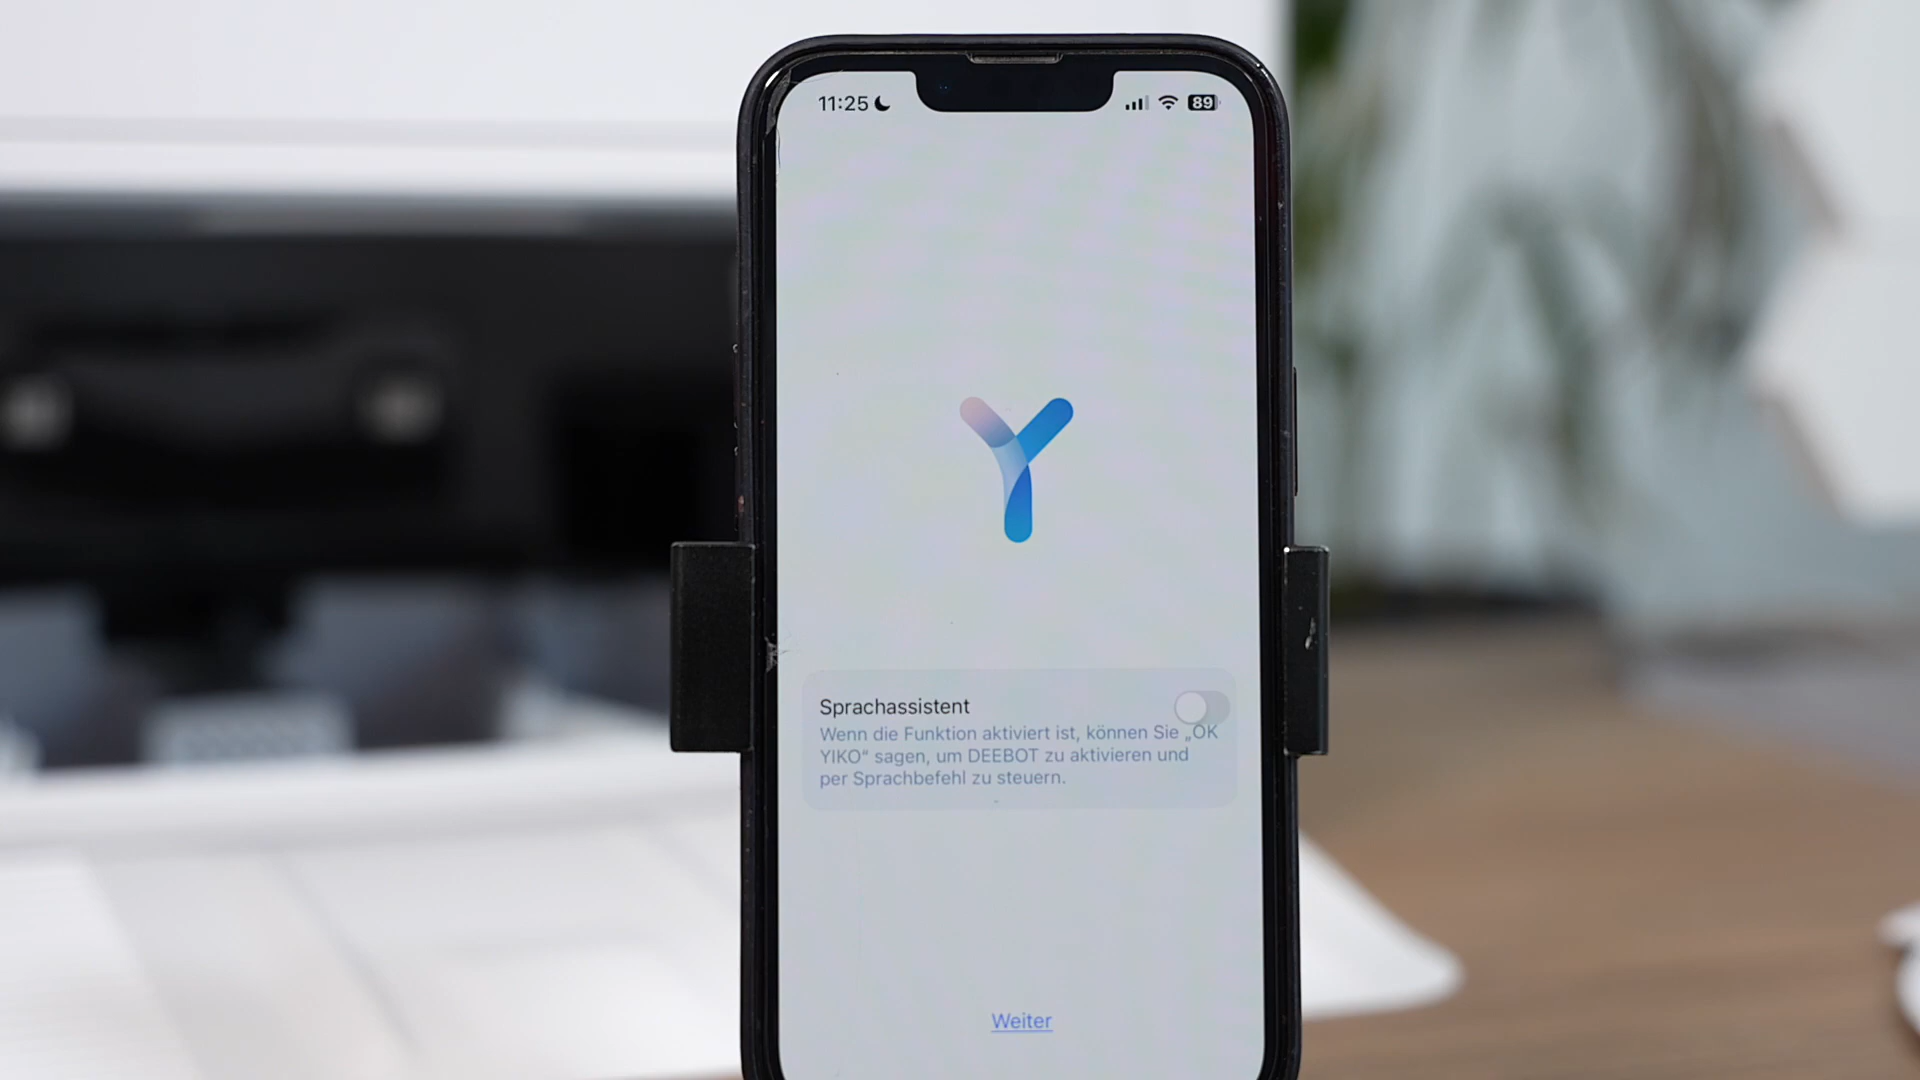 11:25
89
Sprachassistent
Wenn die Funktion aktiviert ist, können Sie „OK
YIKO“ sagen, um DEEBOT zu aktivieren und
per Sprachbefehl zu steuern.
Weiter